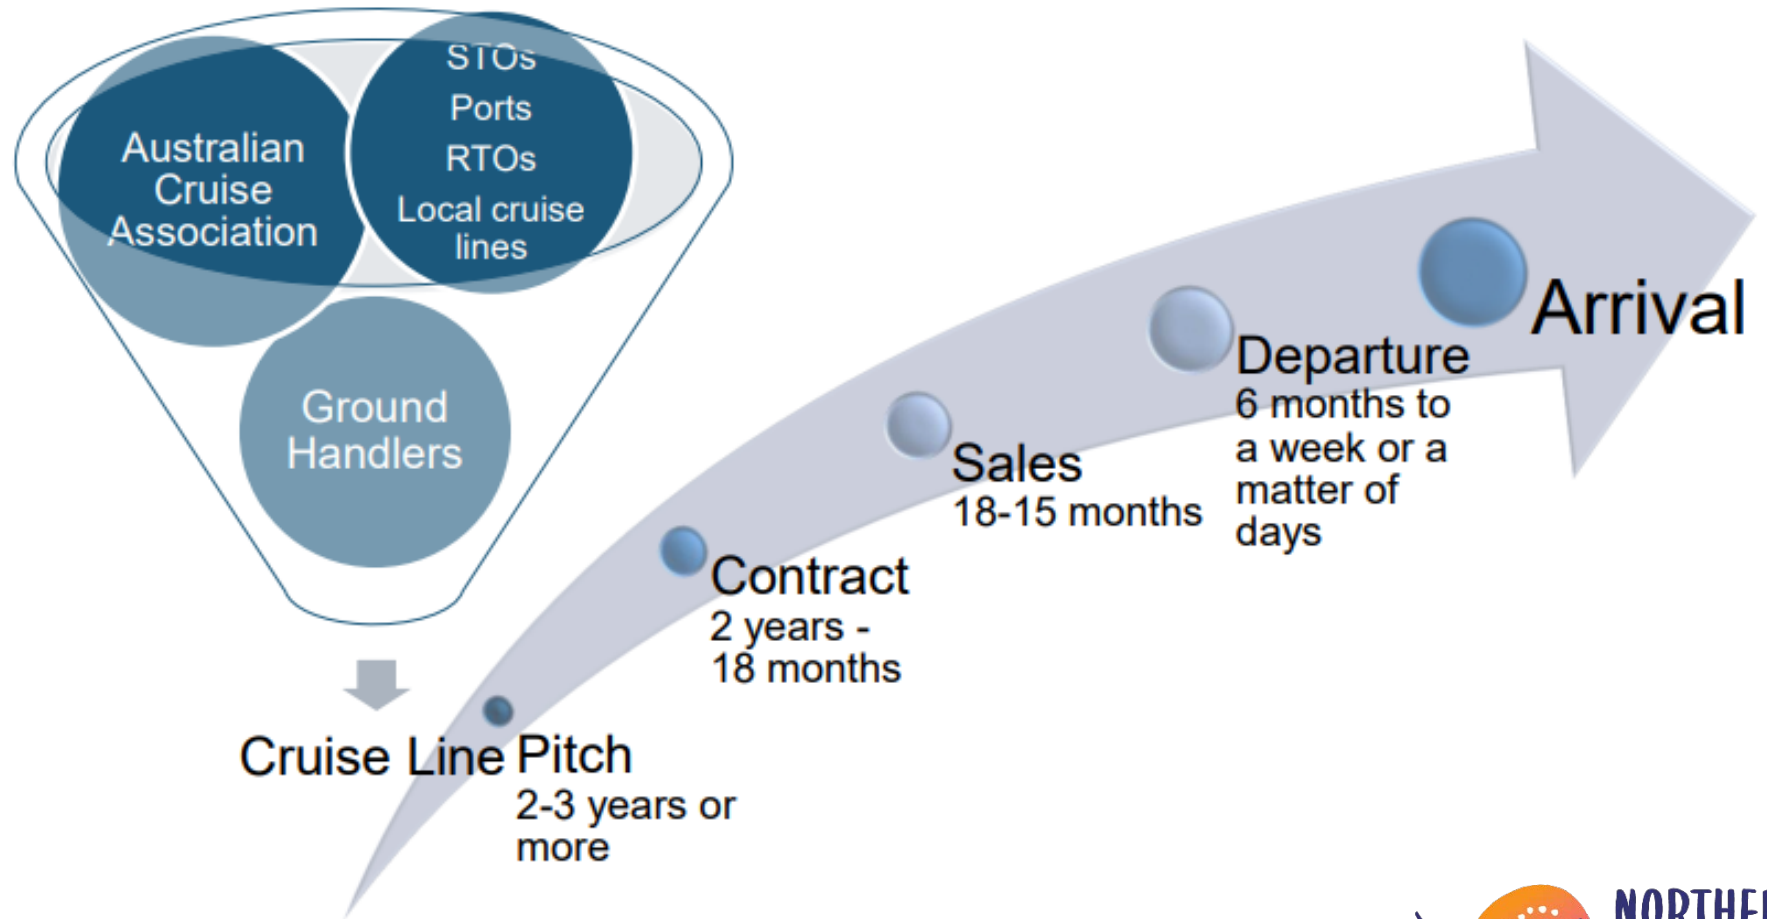 STOs
Ports
RTOs
Local cruise
lines
Australian
Cruise
Association
Ground
Handlers
Cruise Line
Pitch
2-3 years or
more
Contract
2 years -
18 months
Sales
18-15 months
Departure
6 months to
a week or a
matter of
days
Arrival